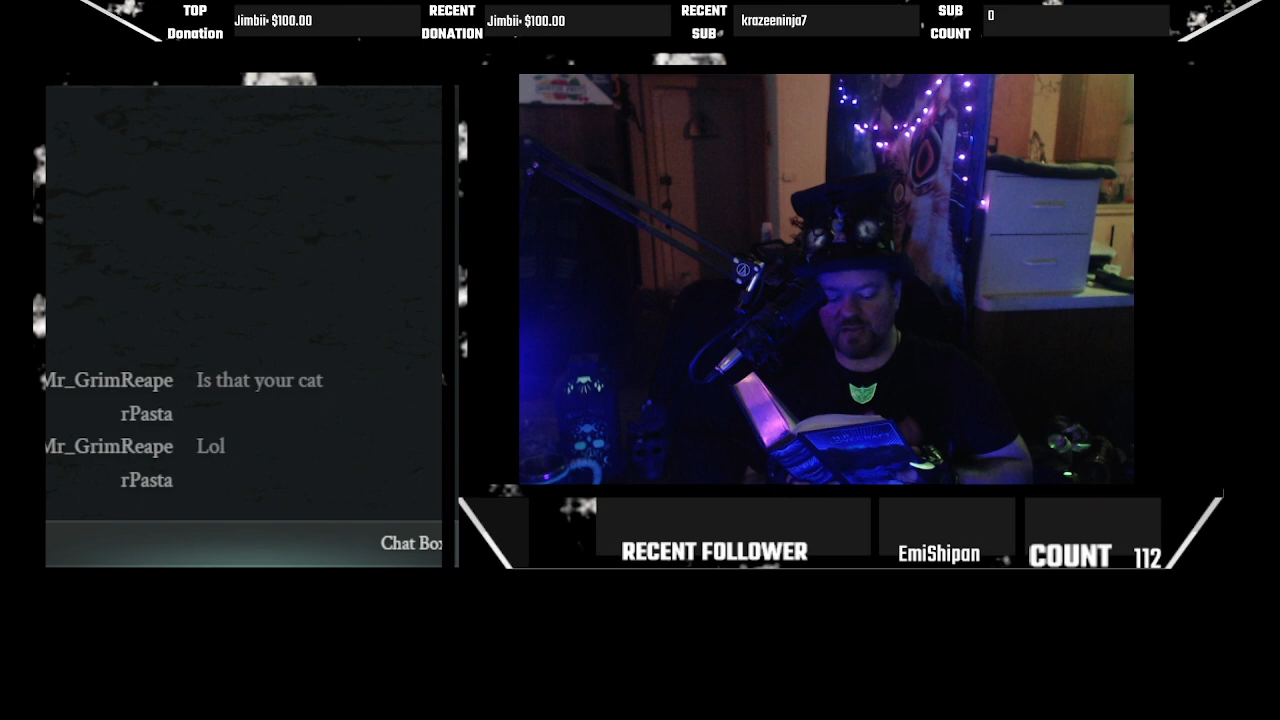 TOP
Donation
Jimbii• $100.00
RECENT
DONATION
Jimbii• $100.00
RECENT
SUB
krazeeninja7
SUB
COUNT
0
Mr_GrimReape
rPasta
Is that your cat
Mr_GrimReape
rPasta
Lol
Chat Box
RECENT FOLLOWER
EmiShipan
COUNT
112